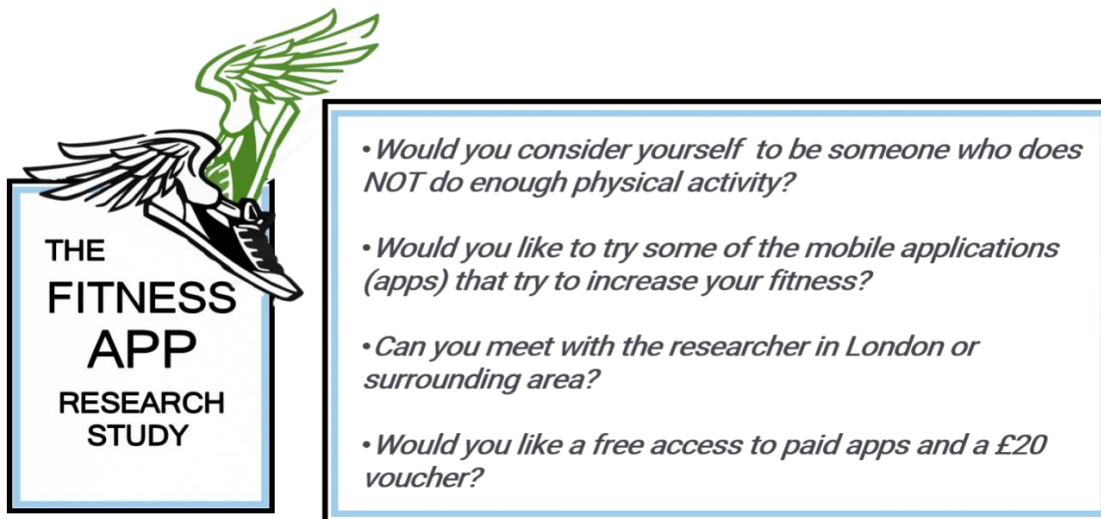 THE
FITNESS
APP
RESEARCH
STUDY
•Would you consider yourself to be someone who does
NOT do enough physical activity?
•Would you like to try some of the mobile applications
(apps) that try to increase your fitness?
•Can you meet with the researcher in London or
surrounding area?
•Would you like a free access to paid apps and a £20
voucher?